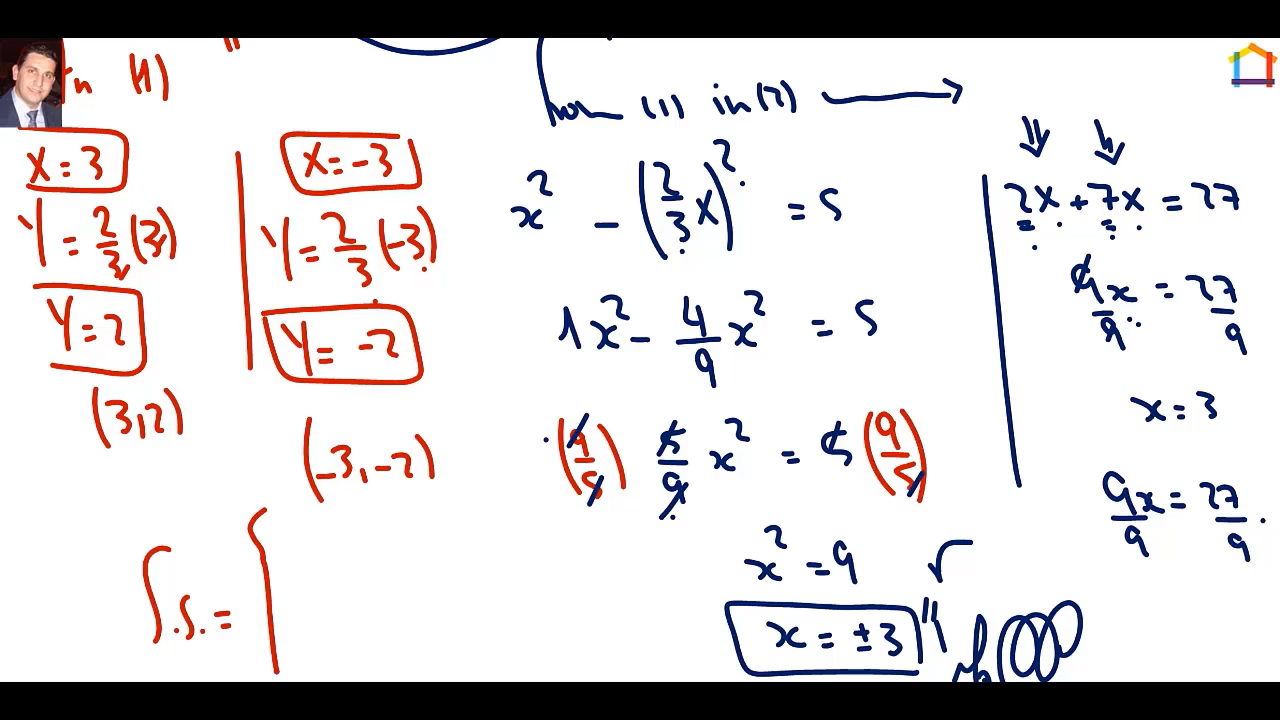 in (1)
X = 3
Y = 2/3 (3)
Y = 2
(3,2)
X = -3
Y = 2/3 (-3)
Y = -2
(-3,-2)
S.S. = {
from (1) in (2)
x² - (2/3 X)² = 5
1x² - 4/9 x² = 5
(9/5) 5/9 x² = 5 (9/5)
x² = 9 √
x = ±3
2x + 7x = 27
9x/9 = 27/9
x = 3
9x/9 = 27/9